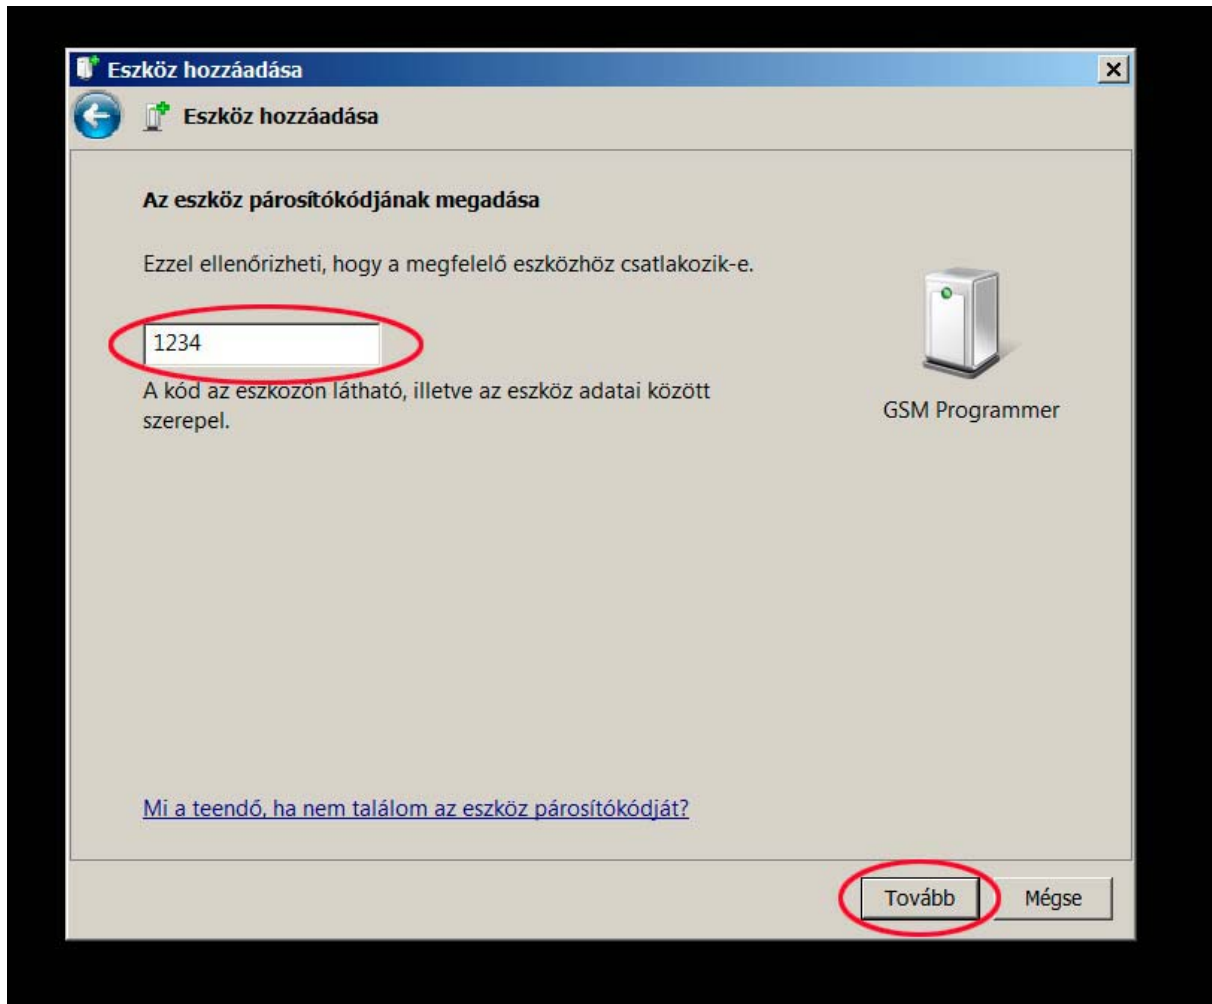 Eszköz hozzáadása
Eszköz hozzáadása
Az eszköz párosítókódjának megadása
Ezzel ellenőrizheti, hogy a megfelelő eszközhöz csatlakozik-e.
1234
A kód az eszközön látható, illetve az eszköz adatai között
szerepel.
GSM Programmer
Mi a teendő, ha nem találom az eszköz párosítókódját?
Tovább
Mégse